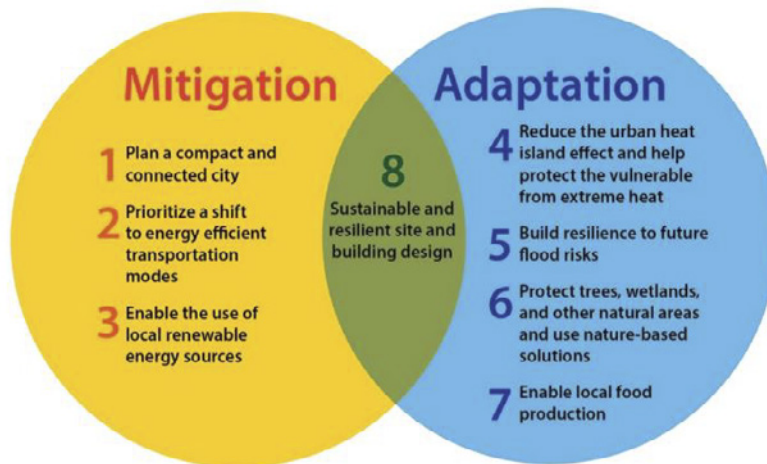 Mitigation
1 Plan a compact and
connected city
2 Prioritize a shift
to energy efficient
transportation
modes
3 Enable the use of
local renewable
energy sources
8
Sustainable and
resilient site and
building design
Adaptation
4 Reduce the urban heat
island effect and help
protect the vulnerable
from extreme heat
5 Build resilience to future
flood risks
6 Protect trees, wetlands,
and other natural areas
and use nature-based
solutions
7 Enable local food
production